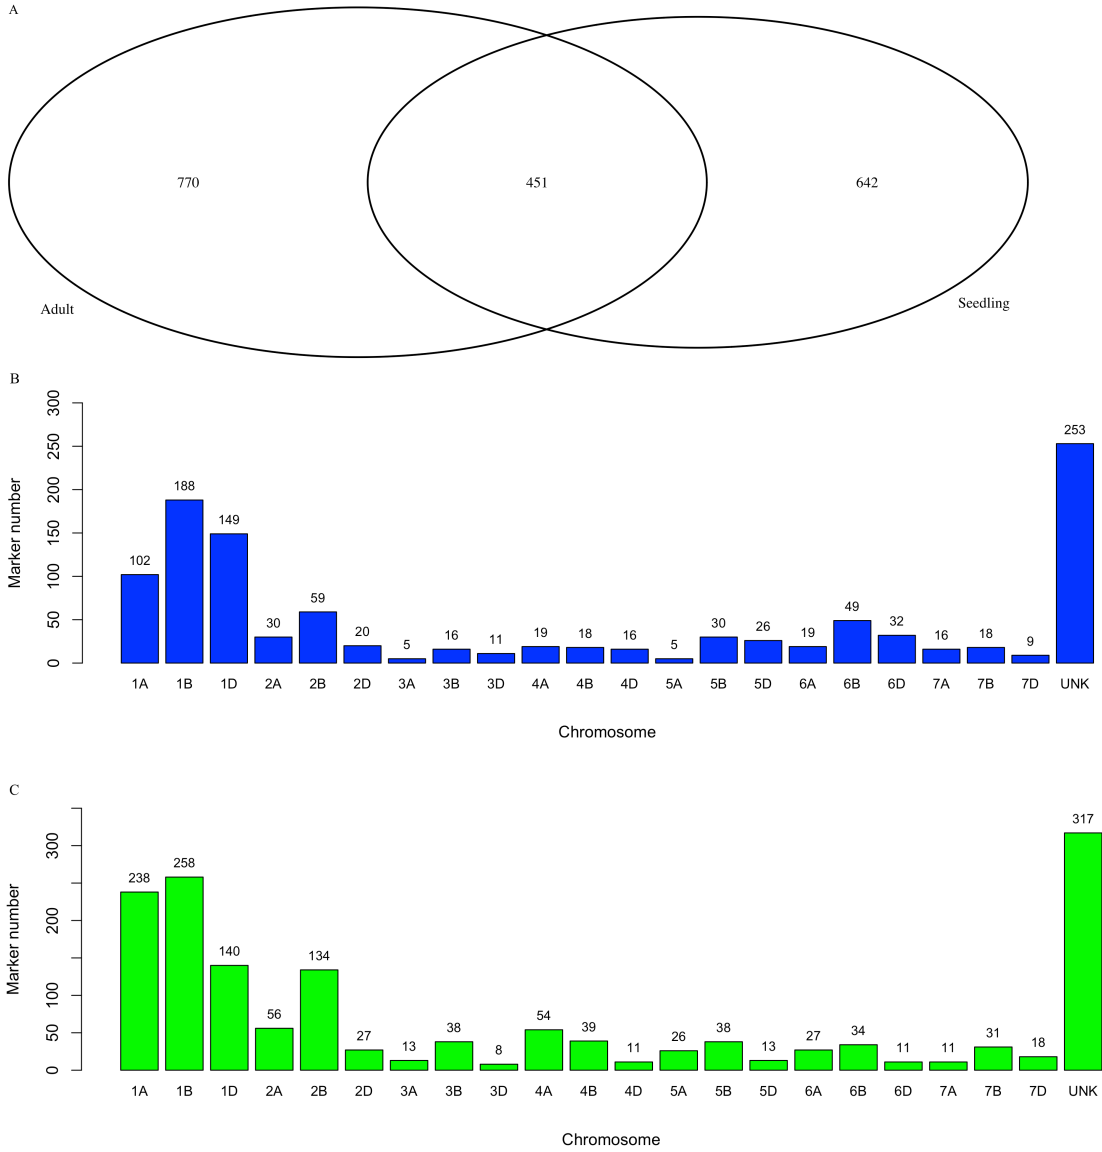 A
770 451 642
Adult Seedling
B
300
250
200
150
100
50
0
Marker number
253
188
149
102
30 59 20 5 16 11 19 18 16 5 30 26 19 49 32 16 18 9
1A 1B 1D 2A 2B 2D 3A 3B 3D 4A 4B 4D 5A 5B 5D 6A 6B 6D 7A 7B 7D UNK
Chromosome
C
300
200
100
50
0
Marker number
317
238 258
140 134
56 27 13 38 8 54 39 11 26 38 13 27 34 11 11 31 18
1A 1B 1D 2A 2B 2D 3A 3B 3D 4A 4B 4D 5A 5B 5D 6A 6B 6D 7A 7B 7D UNK
Chromosome